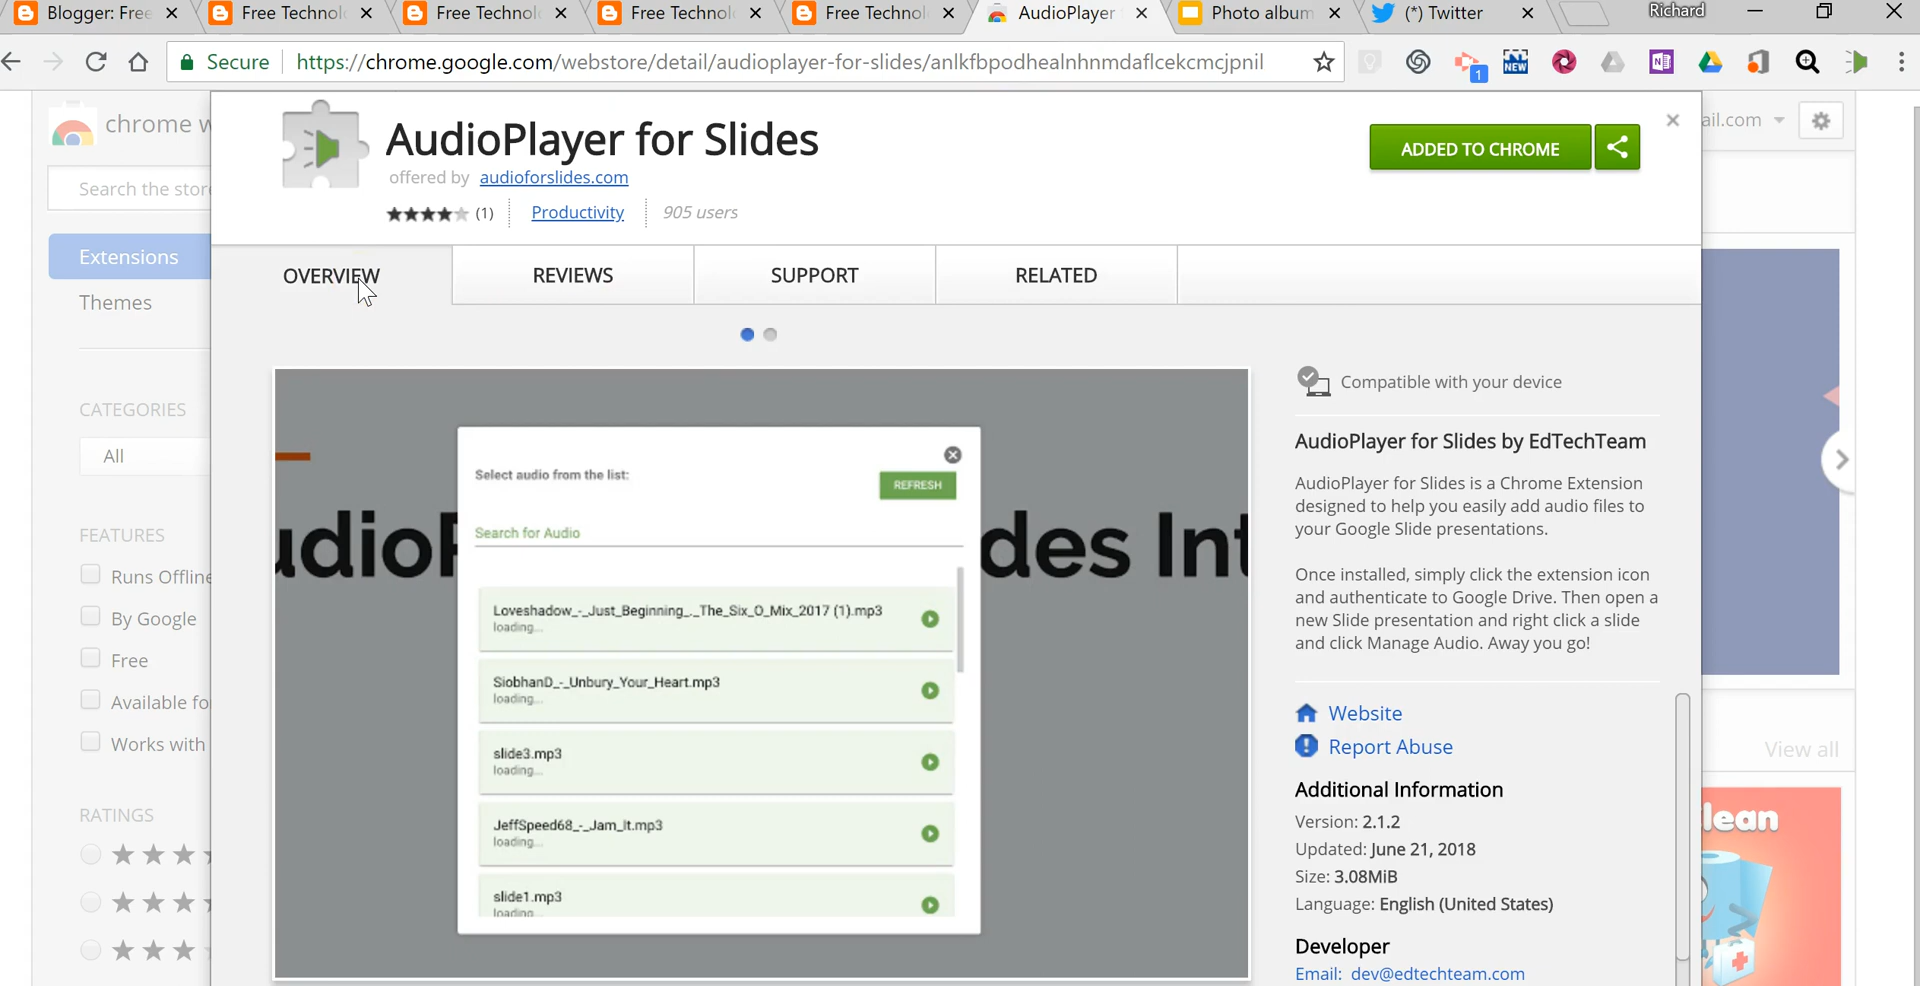 Blogger: Free
Free Technol
Free Technol
Free Technol
Free Technol
AudioPlayer
Photo album
(*) Twitter
Richard
Secure
https://chrome.google.com/webstore/detail/audioplayer-for-slides/anlkfbpodhealnhnmdaflcekcmcjpnil
1
NEW
N
chrome w
ail.com
Search the store
Extensions
Themes
CATEGORIES
All
FEATURES
Runs Offline
By Google
Free
Available fo
Works with
RATINGS
AudioPlayer for Slides
offered by audioforslides.com
(1)
Productivity
905 users
ADDED TO CHROME
OVERVIEW
REVIEWS
SUPPORT
RELATED
udioP
des Int
Select audio from the list:
REFRESH
Search for Audio
Loveshadow_-_Just_Beginning_._The_Six_O_Mix_2017 (1).mp3
loading...
SiobhanD_-_Unbury_Your_Heart.mp3
loading...
slide3.mp3
loading...
JeffSpeed68_-_Jam_It.mp3
loading...
slide1.mp3
loading...
Compatible with your device
AudioPlayer for Slides by EdTechTeam
AudioPlayer for Slides is a Chrome Extension
designed to help you easily add audio files to
your Google Slide presentations.
Once installed, simply click the extension icon
and authenticate to Google Drive. Then open a
new Slide presentation and right click a slide
and click Manage Audio. Away you go!
Website
Report Abuse
Additional Information
Version: 2.1.2
Updated: June 21, 2018
Size: 3.08MiB
Language: English (United States)
Developer
Email: dev@edtechteam.com
View all
lean